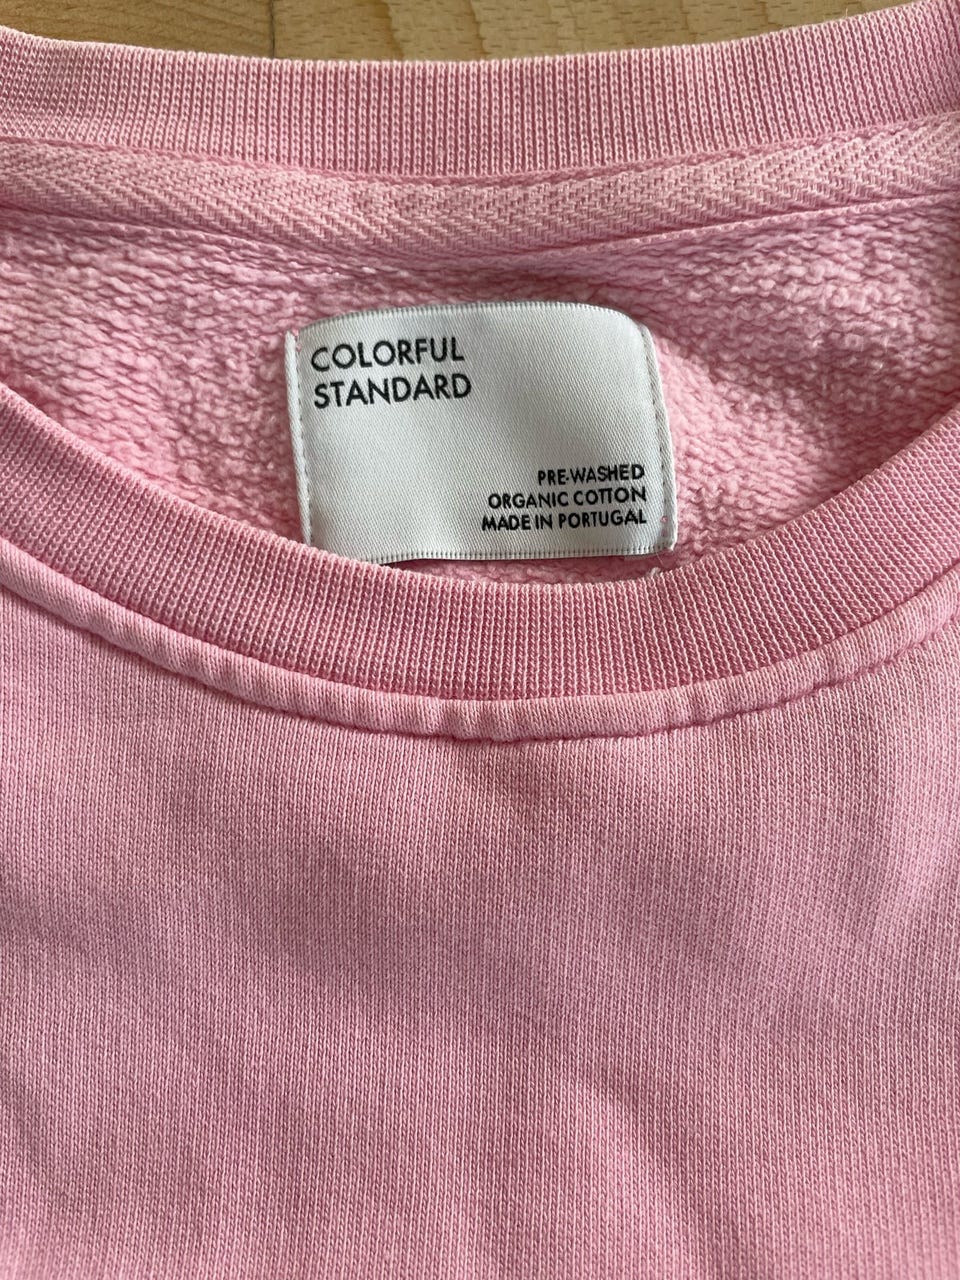 COLORFUL
STANDARD
PRE-WASHED
ORGANIC COTTON
MADE IN PORTUGAL